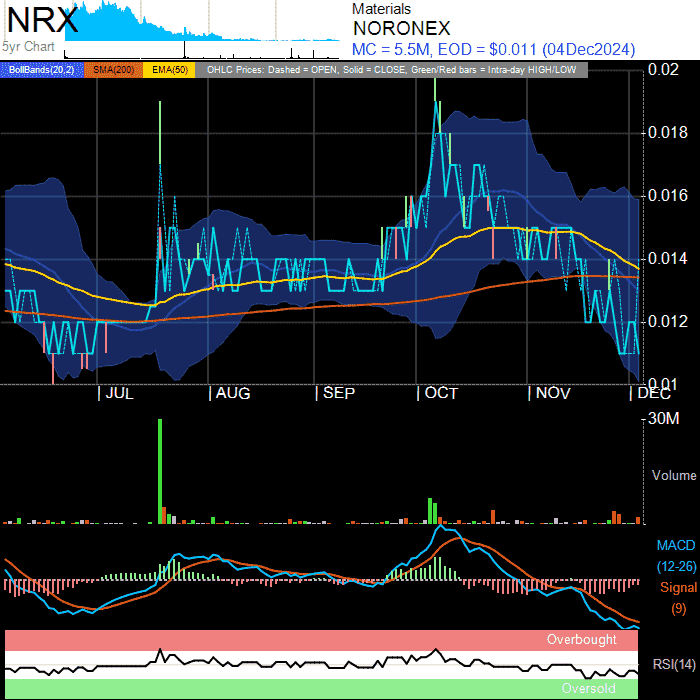 NRX
5yr Chart
Materials
NORONEX
MC = 5.5M, EOD = $0.011 (04Dec2024)
BollBands(20,2) SMA(200) EMA(50) OHLC Prices: Dashed = OPEN, Solid = CLOSE, Green/Red bars = Intra-day HIGH/LOW
0.02
0.018
0.016
0.014
0.012
0.01
JUL AUG SEP OCT NOV DEC
30M
Volume
MACD
(12-26)
Signal
(9)
Overbought
RSI(14)
Oversold